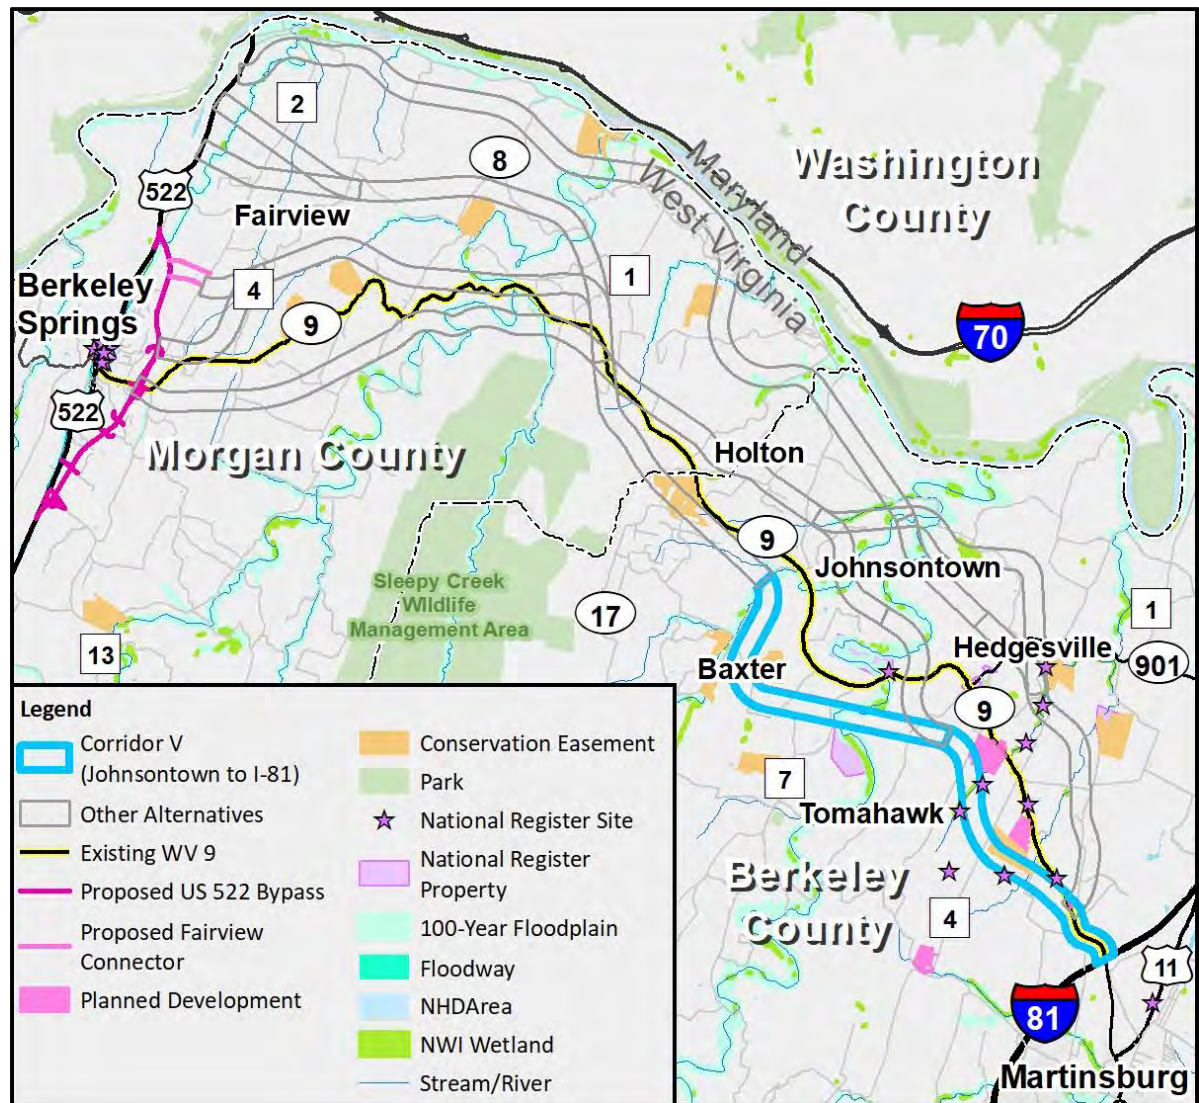 2
Maryland
8
Washington
County
West Virginia
522
Fairview
1
Berkeley
Springs
4
9
70
522
Morgan County
Holton
9
Johnsontown
Sleepy Creek
Wildlife
Management Area
17
1
13
Baxter
Hedgesville
901
9
7
Tomahawk
Berkeley
County
4
11
81
Martinsburg
Legend
Corridor V
(Johnsontown to I-81)
Other Alternatives
Existing WV 9
Proposed US 522 Bypass
Proposed Fairview
Connector
Planned Development
Conservation Easement
Park
National Register Site
National Register
Property
100-Year Floodplain
Floodway
NHDArea
NWI Wetland
Stream/River